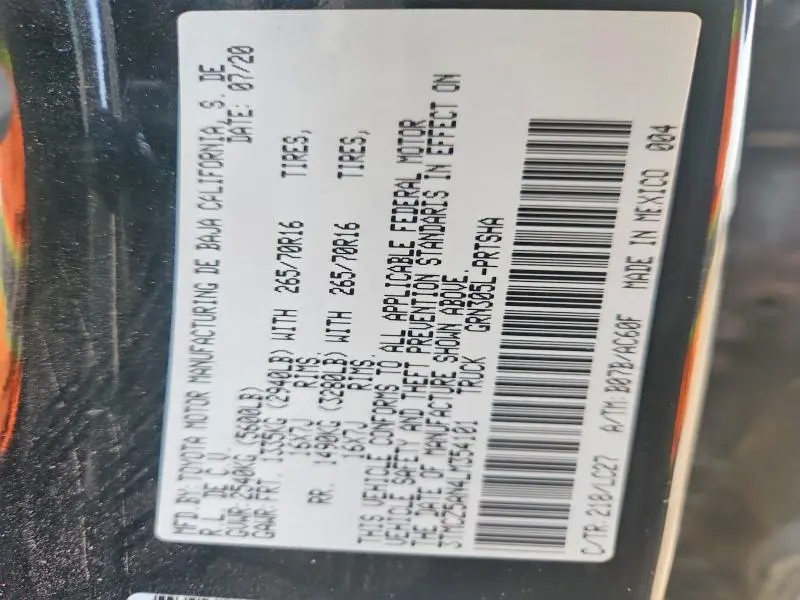 MFD. BY: TOYOTA MOTOR MANUFACTURING DE BAJA CALIFORNIA, S. DE
R.L. DE C.V. DATE: 07/20
GVWR: 2540KG (5600LB)
GAWR: FRT. 1335KG (2940LB) WITH 265/70R16 TIRES,
16X7J RIMS,
RR. 1490KG (3280LB) WITH 265/70R16 TIRES,
16X7J RIMS.
THIS VEHICLE CONFORMS TO ALL APPLICABLE FEDERAL MOTOR
VEHICLE SAFETY AND THEFT PREVENTION STANDARDS IN EFFECT ON
THE DATE OF MANUFACTURE SHOWN ABOVE.
3TMCZ5AN4LM354101 TRUCK GRN305L-PRTSHA
C/TR: 218/LC27 A/TM: B07B/AC60F MADE IN MEXICO 004